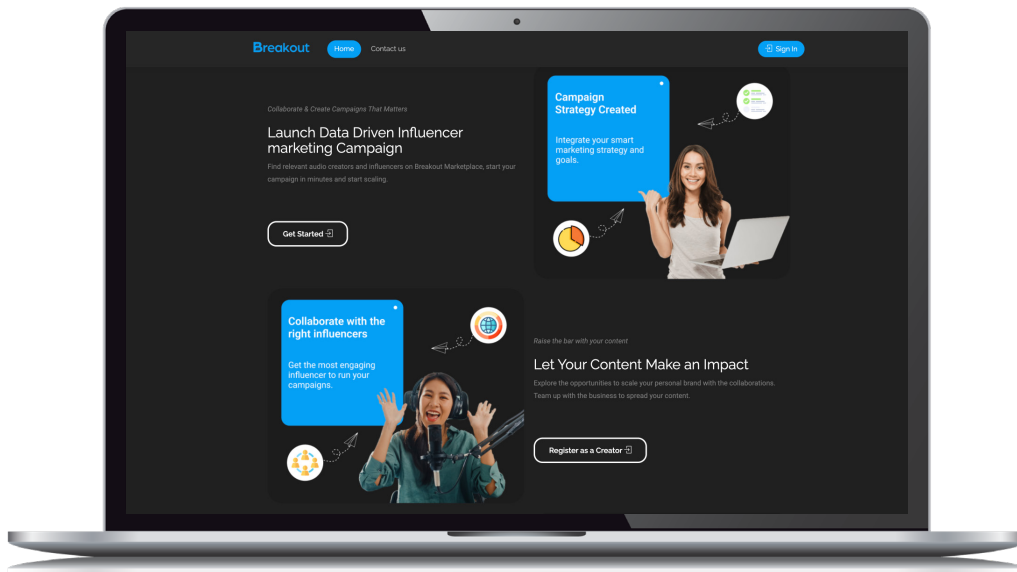 Breakout
Home
Contact us
Sign In
Collaborate & Create Campaigns That Matters
Launch Data Driven Influencer
marketing Campaign
Find relevant audio creators and influencers on Breakout Marketplace, start your
campaign in minutes and start scaling.
Get Started
Campaign
Strategy Created
Integrate your smart
marketing strategy and
goals.
Collaborate with the
right influencers
Get the most engaging
influencer to run your
campaigns.
Raise the bar with your content
Let Your Content Make an Impact
Explore the opportunities to scale your personal brand with the collaborations.
Team up with the business to spread your content.
Register as a Creator